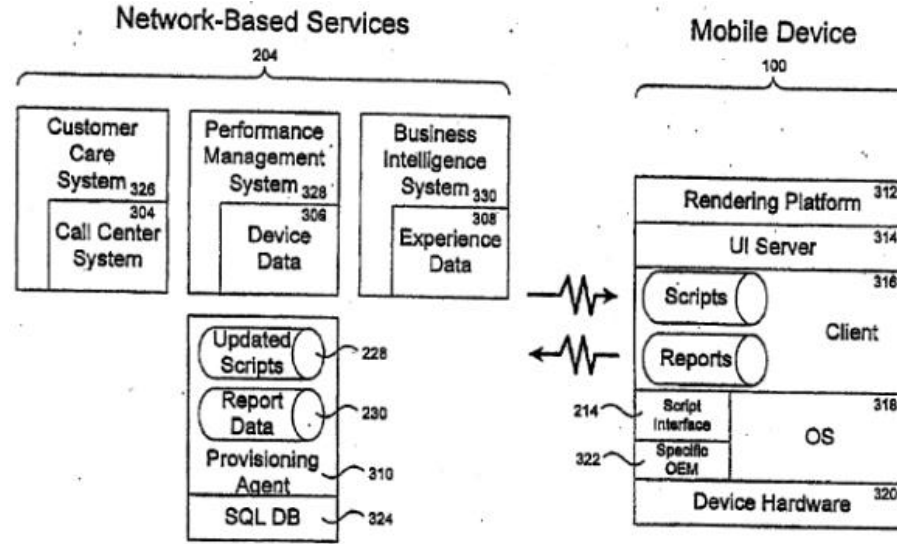 Network-Based Services
204
Mobile Device
100
Customer
Care
System 326
304
Call Center
System
Performance
Management
System 328
306
Device
Data
Business
Intelligence
System 330
308
Experience
Data
Rendering Platform 312
UI Server 314
316
Scripts
Client
Reports
318
214
Script
Interface
OS
322
Specific
OEM
Device Hardware 320
Updated
Scripts
228
Report
Data
230
Provisioning
Agent
310
SQL DB
324